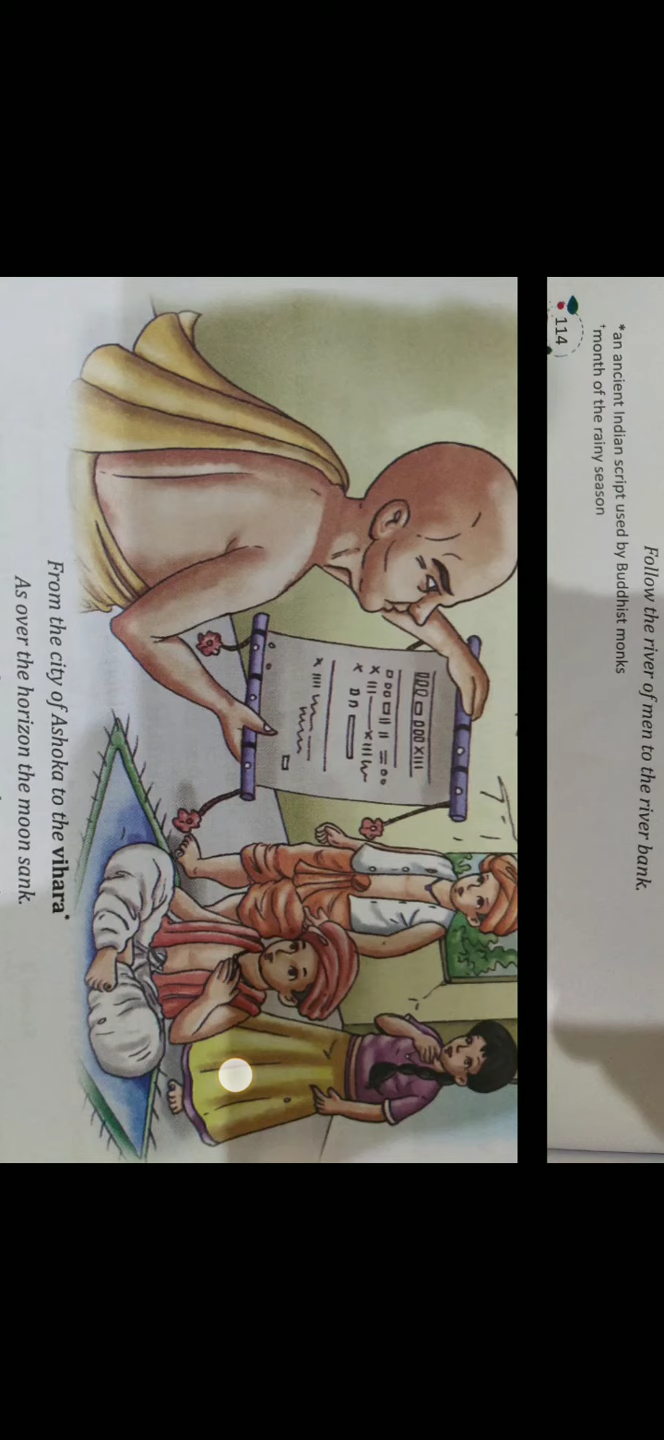 Follow the river of men to the river bank.
*an ancient Indian script used by Buddhist monks
†month of the rainy season
114
From the city of Ashoka to the vihara*
As over the horizon the moon sank.